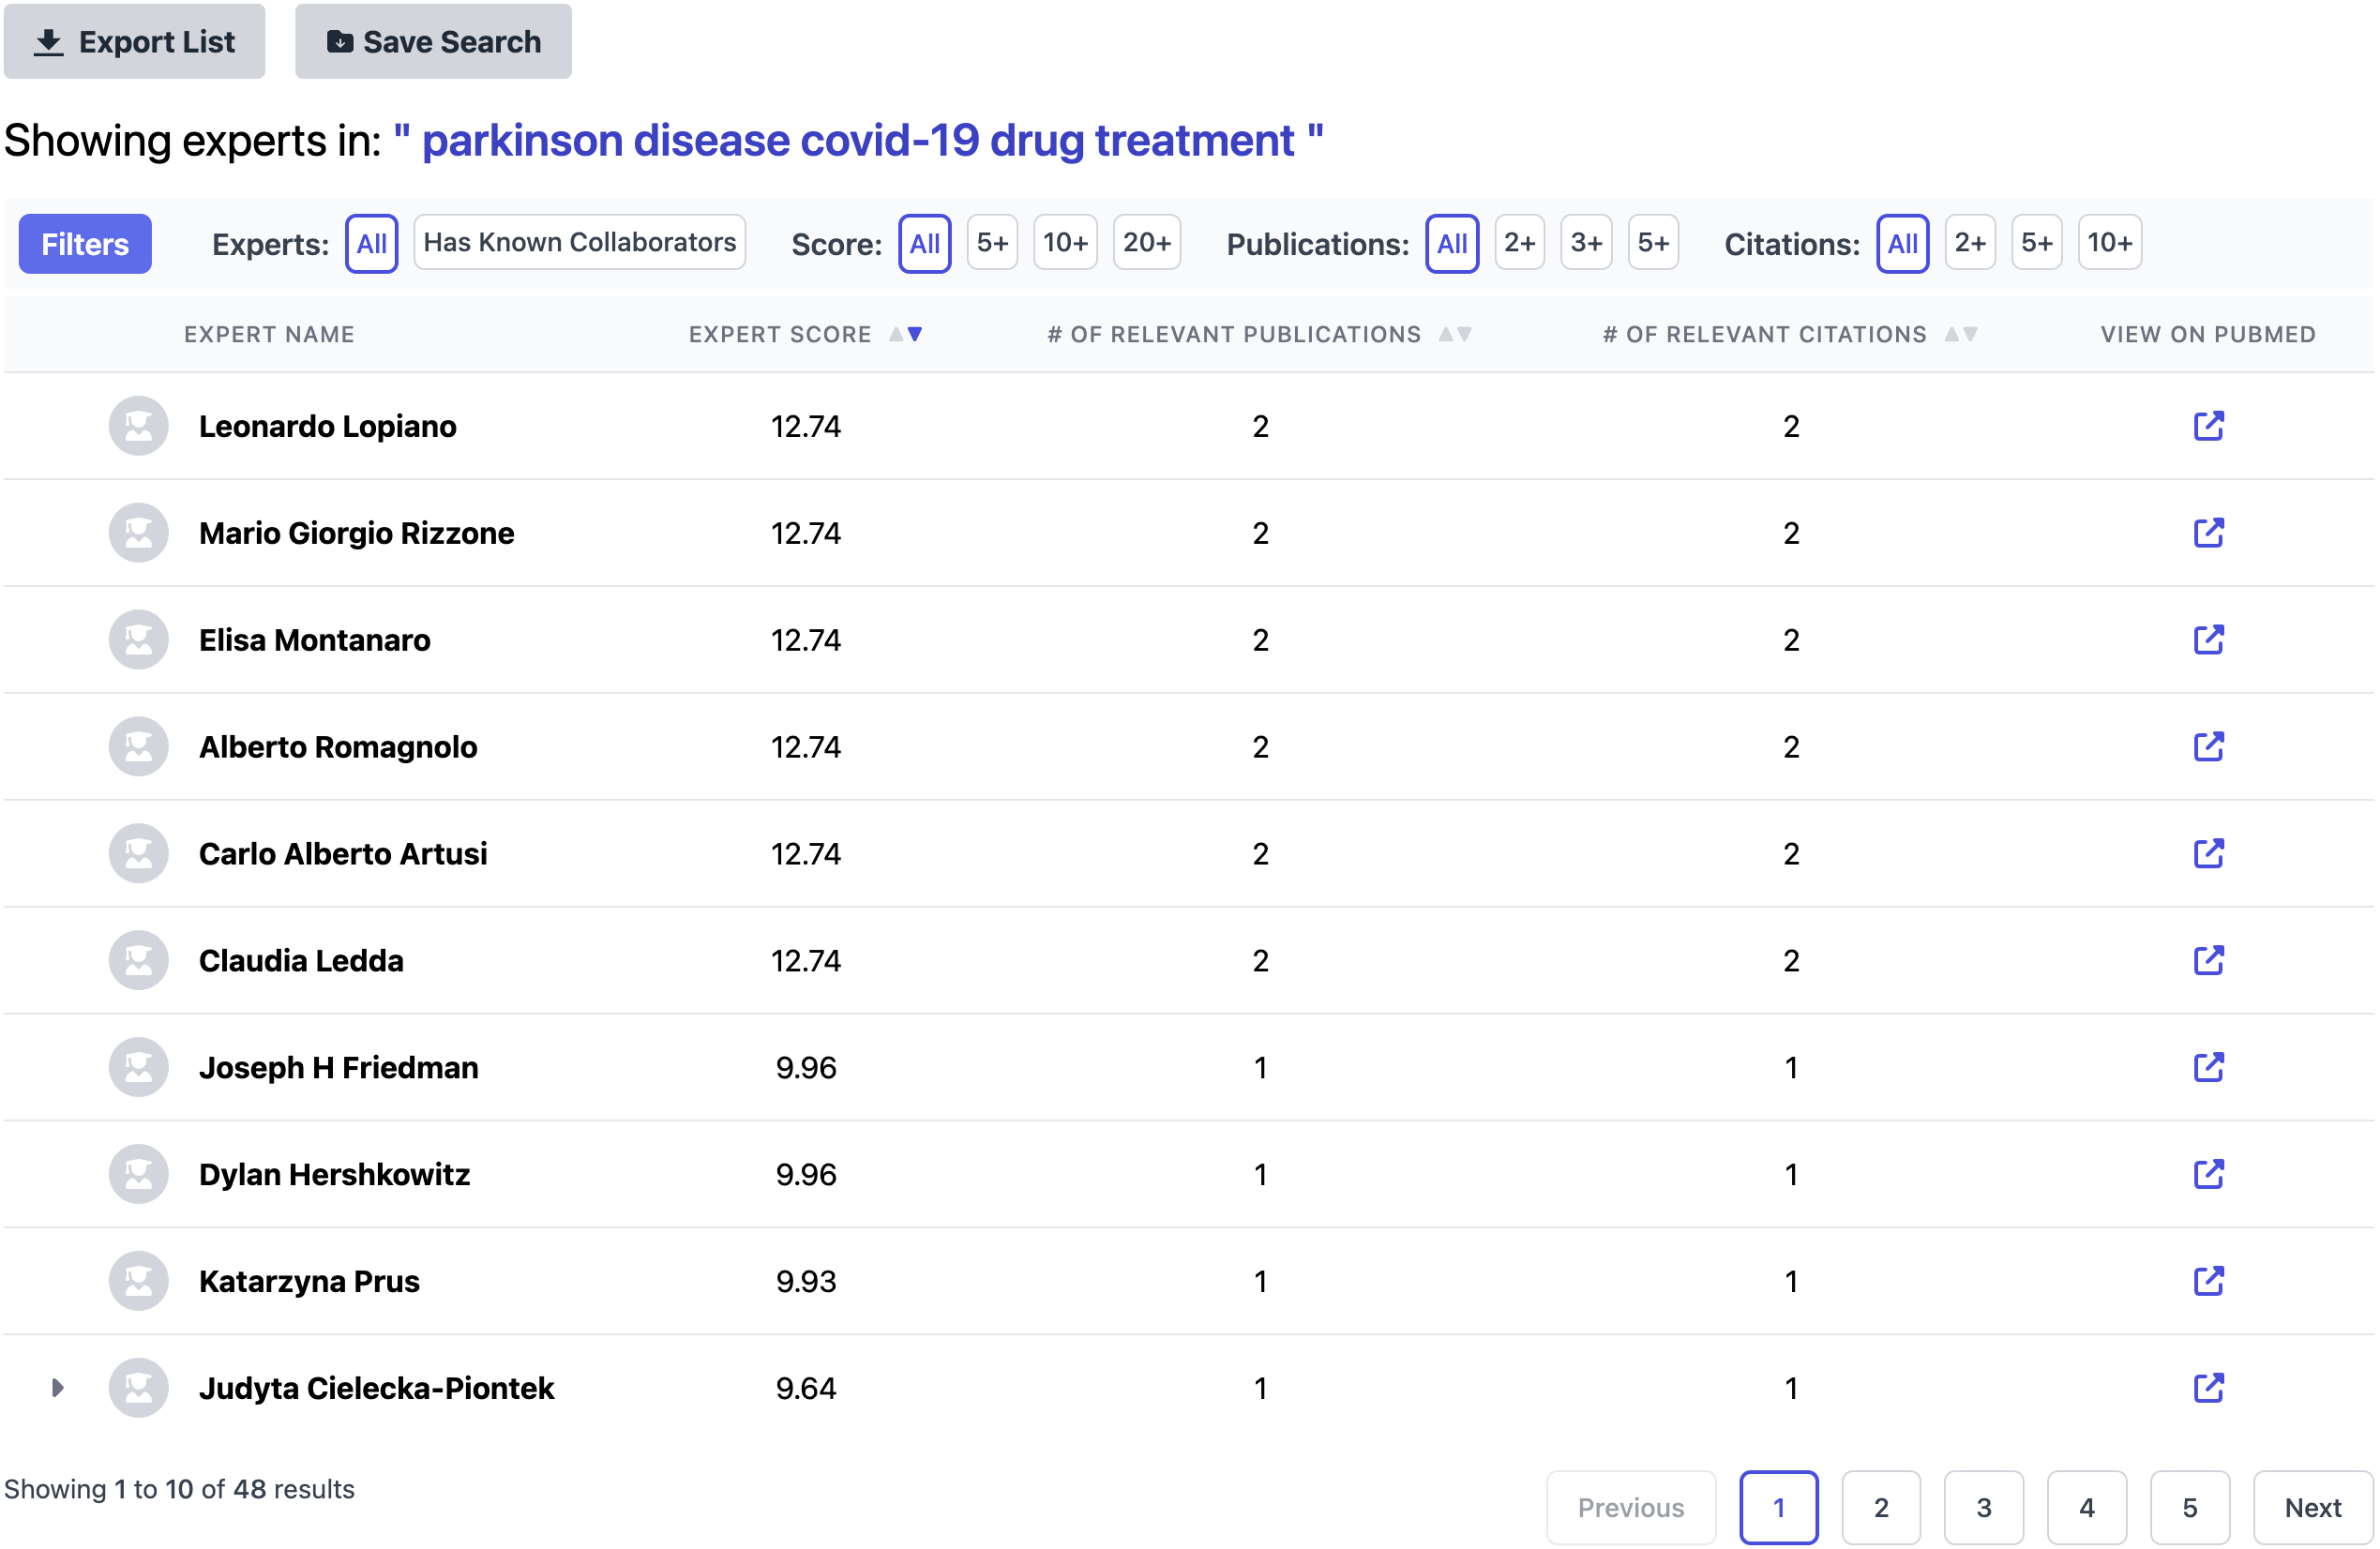 Export List Save Search
Showing experts in: " parkinson disease covid-19 drug treatment "
Filters Experts: All Has Known Collaborators Score: All 5+ 10+ 20+ Publications: All 2+ 3+ 5+ Citations: All 2+ 5+ 10+
EXPERT NAME EXPERT SCORE # OF RELEVANT PUBLICATIONS # OF RELEVANT CITATIONS VIEW ON PUBMED
Leonardo Lopiano 12.74 2 2
Mario Giorgio Rizzone 12.74 2 2
Elisa Montanaro 12.74 2 2
Alberto Romagnolo 12.74 2 2
Carlo Alberto Artusi 12.74 2 2
Claudia Ledda 12.74 2 2
Joseph H Friedman 9.96 1 1
Dylan Hershkowitz 9.96 1 1
Katarzyna Prus 9.93 1 1
Judyta Cielecka-Piontek 9.64 1 1
Showing 1 to 10 of 48 results Previous 1 2 3 4 5 Next